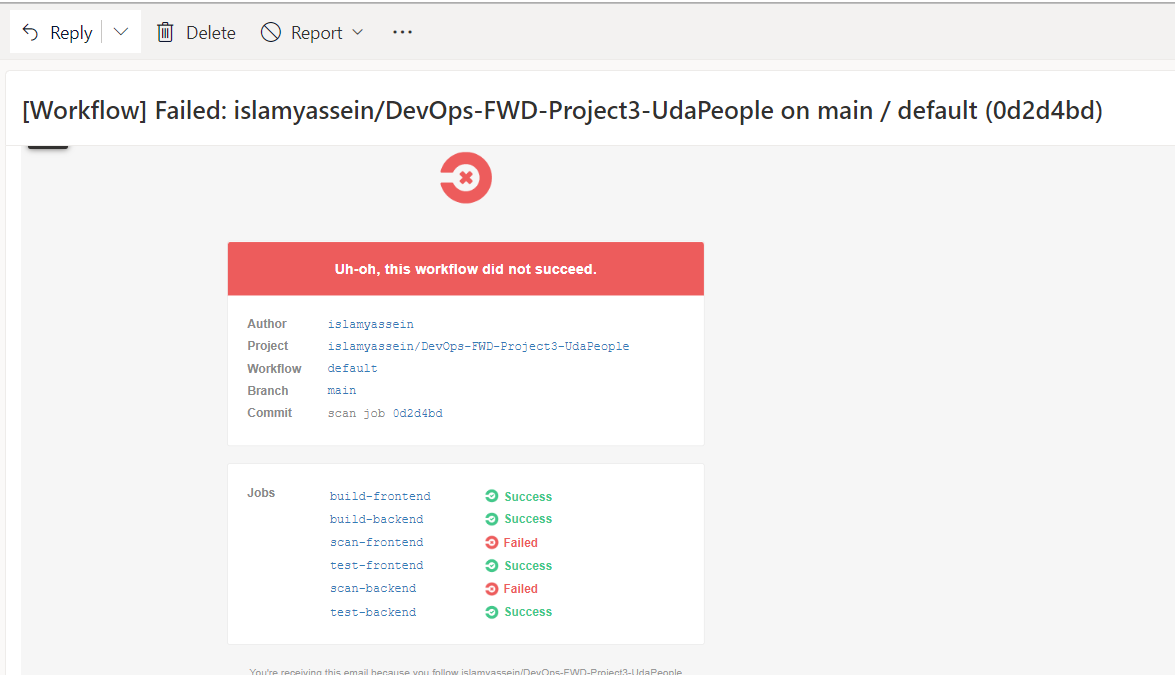 Reply Delete Report ...
[Workflow] Failed: islamyassein/DevOps-FWD-Project3-UdaPeople on main / default (0d2d4bd)
Uh-oh, this workflow did not succeed.
Author islamyassein
Project islamyassein/DevOps-FWD-Project3-UdaPeople
Workflow default
Branch main
Commit scan job 0d2d4bd
Jobs
build-frontend Success
build-backend Success
scan-frontend Failed
test-frontend Success
scan-backend Failed
test-backend Success
You're receiving this email because you follow islamyassein/DevOps-FWD-Project3-UdaPeople